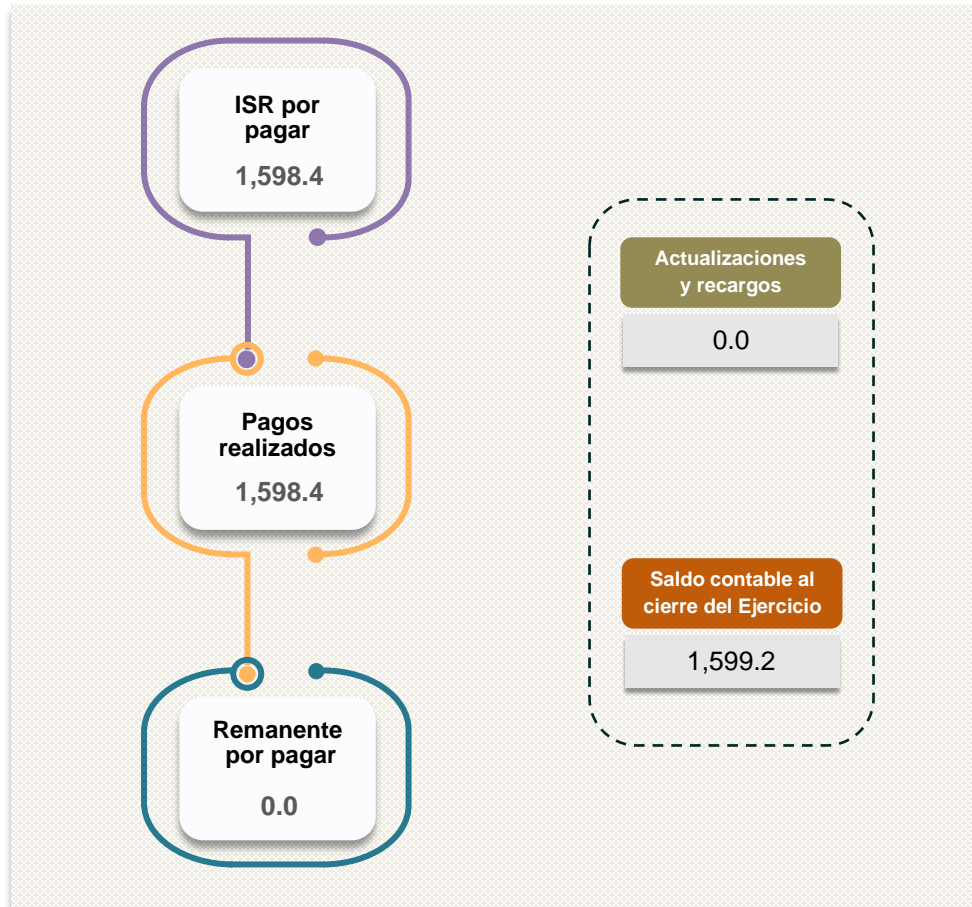 ISR por
pagar
1,598.4
Pagos
realizados
1,598.4
Remanente
por pagar
0.0
Actualizaciones
y recargos
0.0
Saldo contable al
cierre del Ejercicio
1,599.2